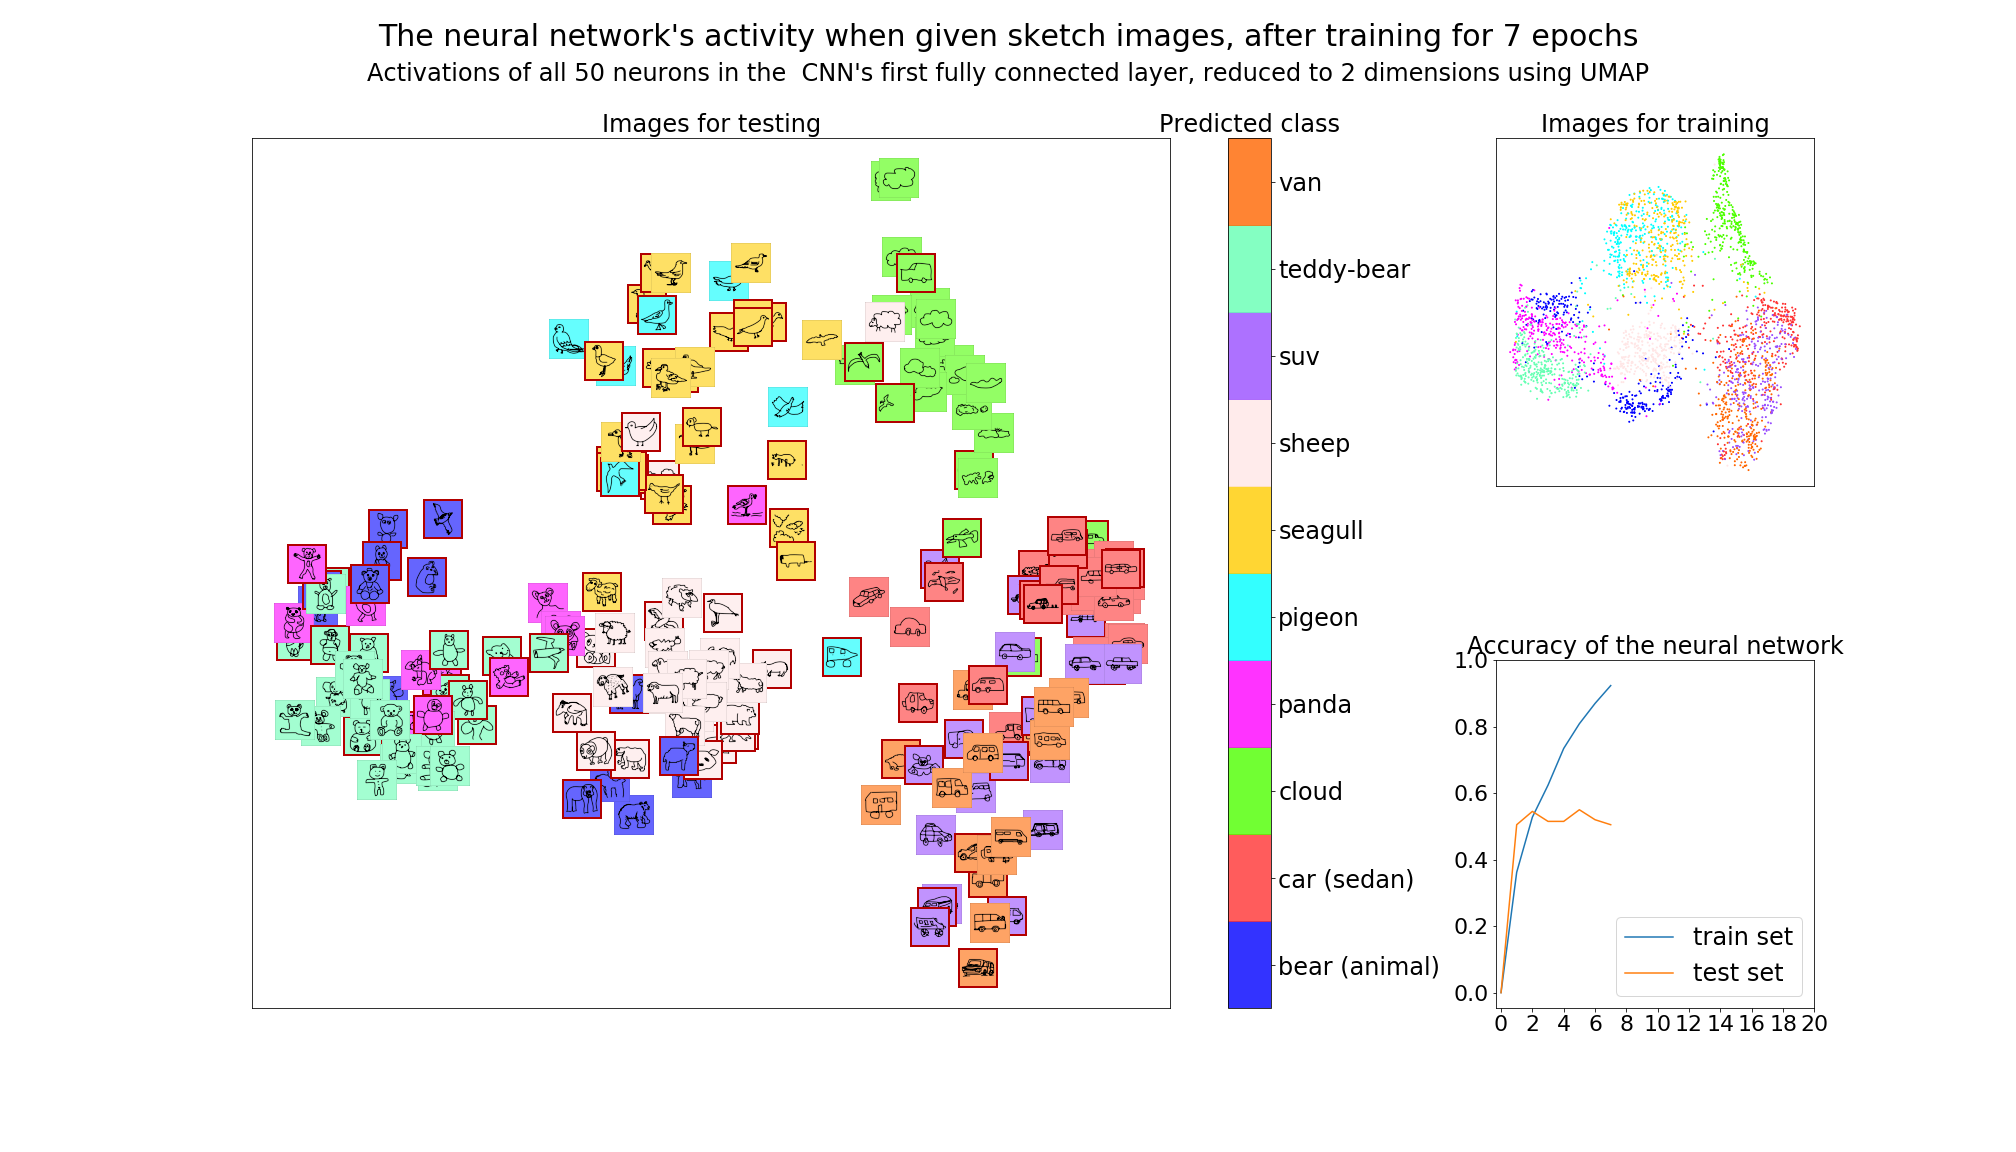 The neural network's activity when given sketch images, after training for 7 epochs
Activations of all 50 neurons in the  CNN's first fully connected layer, reduced to 2 dimensions using UMAP
Images for testing
Predicted class
van
teddy-bear
suv
sheep
seagull
pigeon
panda
cloud
car (sedan)
bear (animal)
Images for training
Accuracy of the neural network
1.0
0.8
0.6
0.4
0.2
0.0
train set
test set
0 2 4 6 8 10 12 14 16 18 20